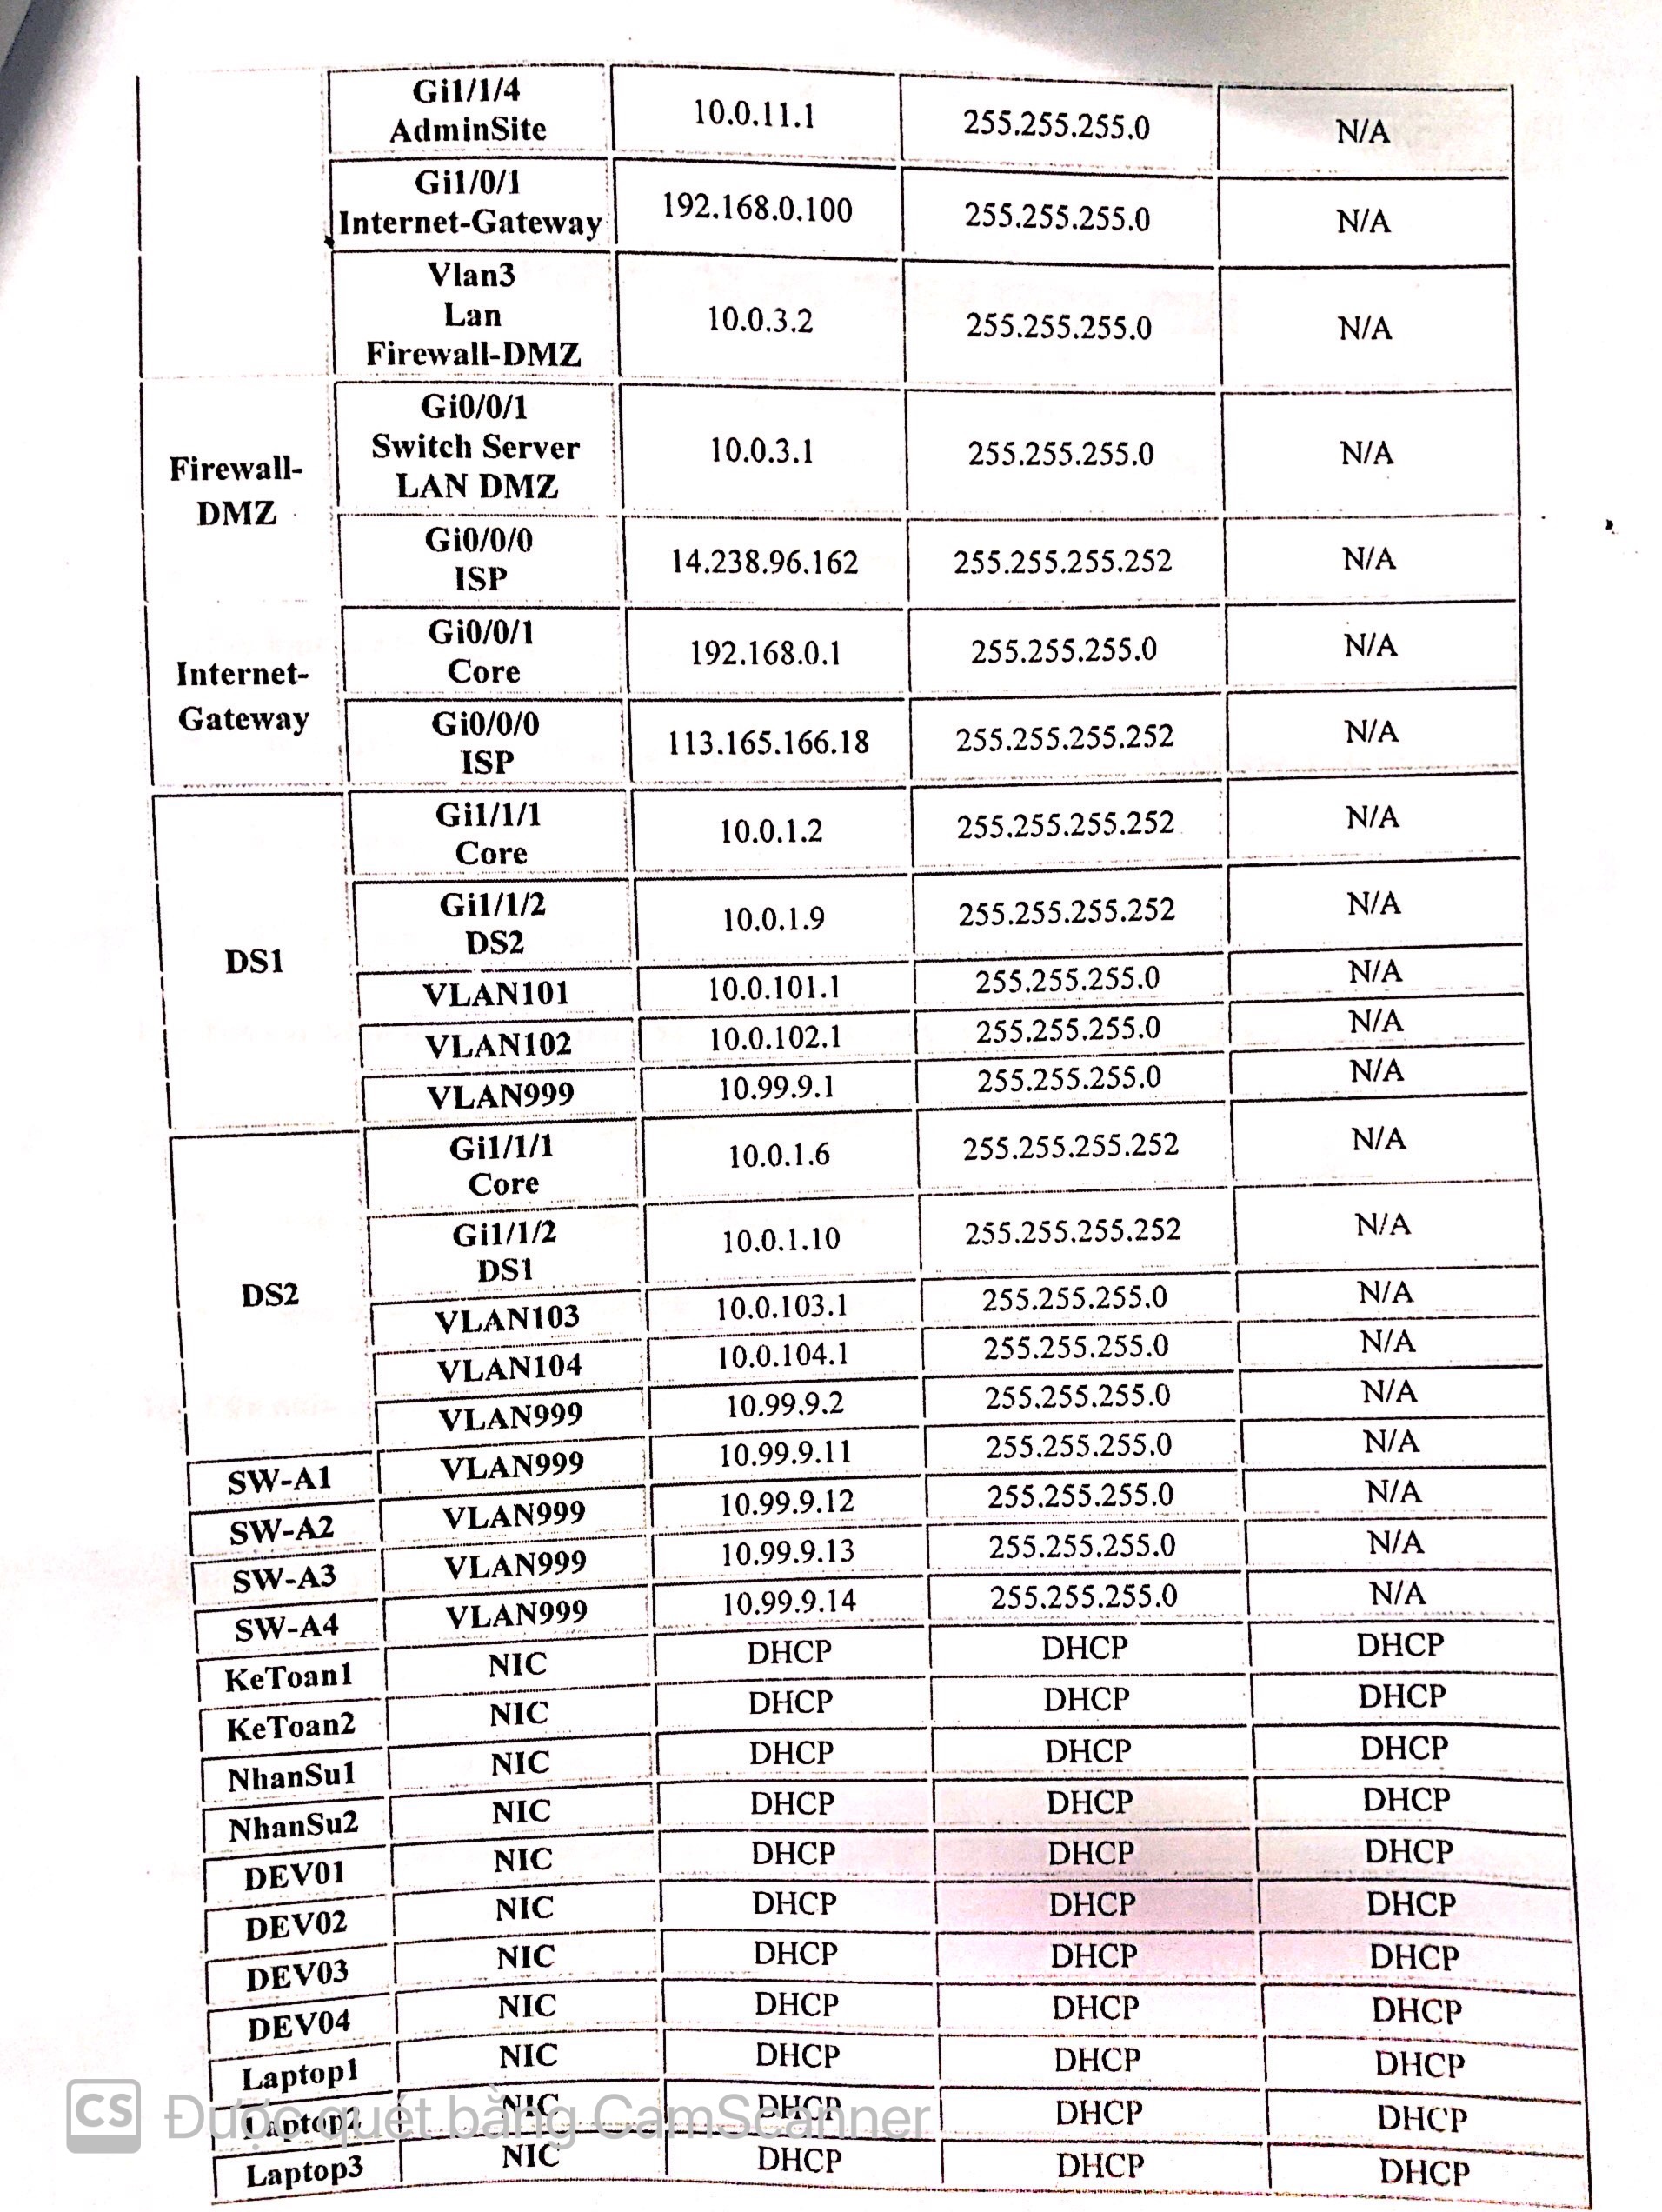 Gi1/1/4
AdminSite
10.0.11.1
255.255.255.0
N/A
Gi1/0/1
Internet-Gateway
192.168.0.100
255.255.255.0
N/A
Vlan3
Lan
Firewall-DMZ
10.0.3.2
255.255.255.0
N/A
Firewall-
DMZ
Gi0/0/1
Switch Server
LAN DMZ
10.0.3.1
255.255.255.0
N/A
Gi0/0/0
ISP
14.238.96.162
255.255.255.252
N/A
Internet-
Gateway
Gi0/0/1
Core
192.168.0.1
255.255.255.0
N/A
Gi0/0/0
ISP
113.165.166.18
255.255.255.252
N/A
DS1
Gi1/1/1
Core
10.0.1.2
255.255.255.252
N/A
Gi1/1/2
DS2
10.0.1.9
255.255.255.252
N/A
VLAN101
10.0.101.1
255.255.255.0
N/A
VLAN102
10.0.102.1
255.255.255.0
N/A
VLAN999
10.99.9.1
255.255.255.0
N/A
DS2
Gi1/1/1
Core
10.0.1.6
255.255.255.252
N/A
Gi1/1/2
DS1
10.0.1.10
255.255.255.252
N/A
VLAN103
10.0.103.1
255.255.255.0
N/A
VLAN104
10.0.104.1
255.255.255.0
N/A
VLAN999
10.99.9.2
255.255.255.0
N/A
SW-A1
VLAN999
10.99.9.11
255.255.255.0
N/A
SW-A2
VLAN999
10.99.9.12
255.255.255.0
N/A
SW-A3
VLAN999
10.99.9.13
255.255.255.0
N/A
SW-A4
VLAN999
10.99.9.14
255.255.255.0
N/A
KeToan1
NIC
DHCP
DHCP
DHCP
KeToan2
NIC
DHCP
DHCP
DHCP
NhanSu1
NIC
DHCP
DHCP
DHCP
NhanSu2
NIC
DHCP
DHCP
DHCP
DEV01
NIC
DHCP
DHCP
DHCP
DEV02
NIC
DHCP
DHCP
DHCP
DEV03
NIC
DHCP
DHCP
DHCP
DEV04
NIC
DHCP
DHCP
DHCP
Laptop1
NIC
DHCP
DHCP
DHCP
Laptop2
NIC
DHCP
DHCP
DHCP
CS Được quét bằng CamScanner
Laptop3
NIC
DHCP
DHCP
DHCP